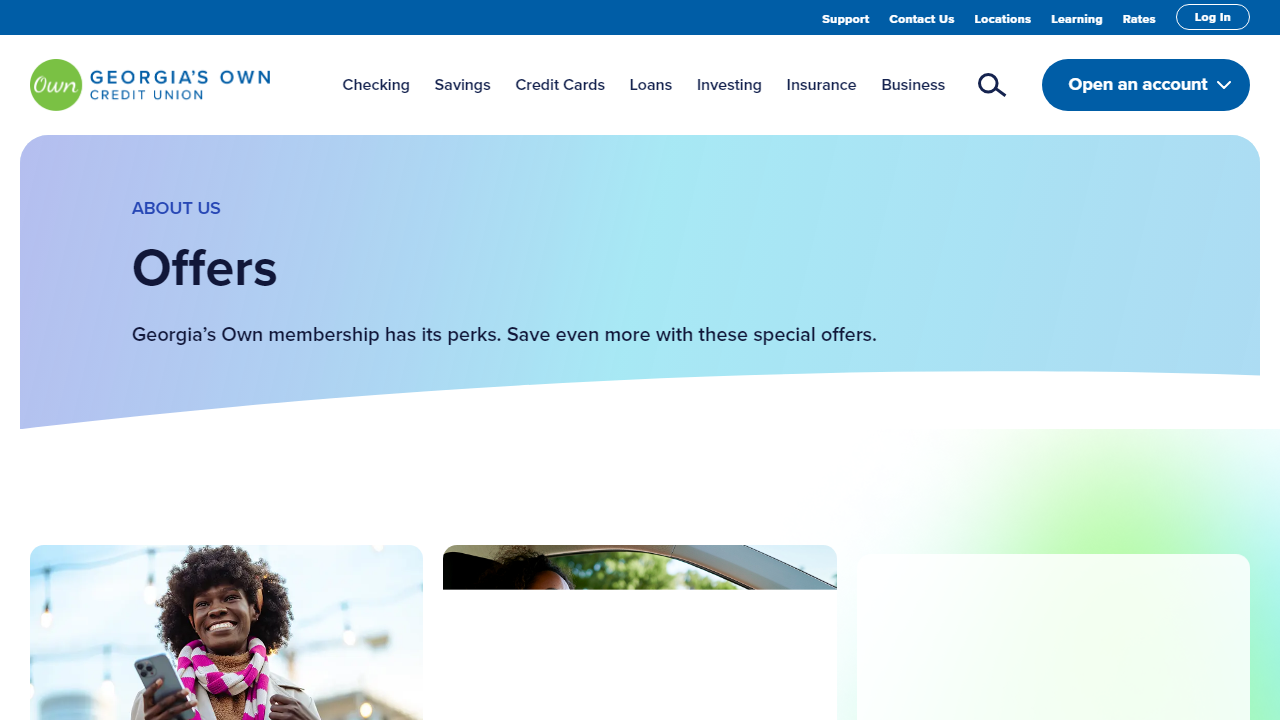 Support Contact Us Locations Learning Rates Log In
Own GEORGIA'S OWN
CREDIT UNION
Checking Savings Credit Cards Loans Investing Insurance Business Open an account
ABOUT US
Offers
Georgia’s Own membership has its perks. Save even more with these special offers.